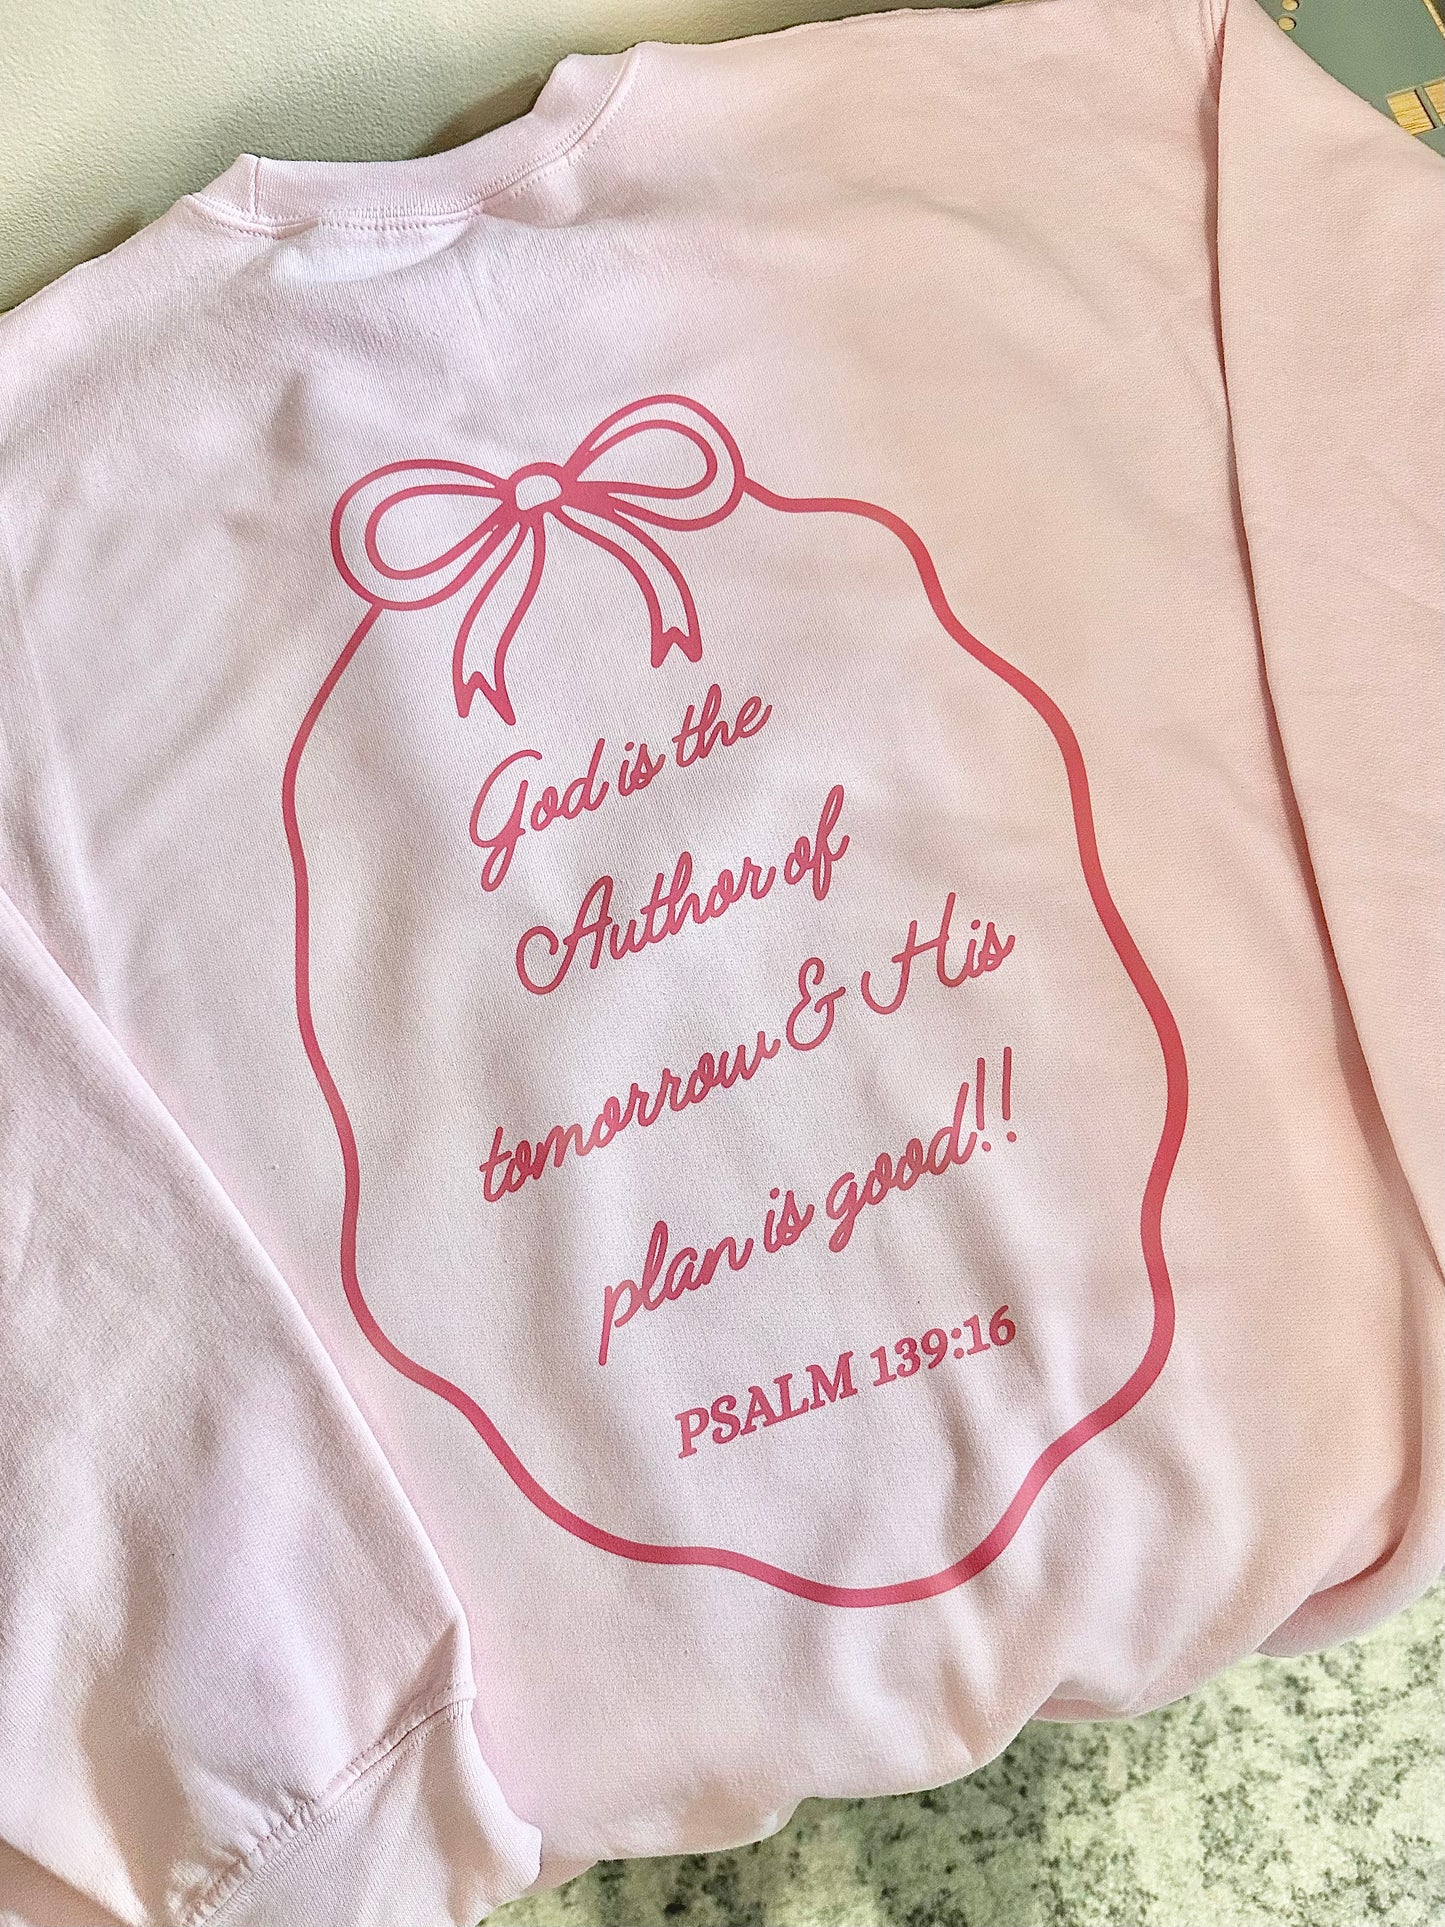 God is the
Author of
tomorrow & His
plan is good!!
PSALM 139:16